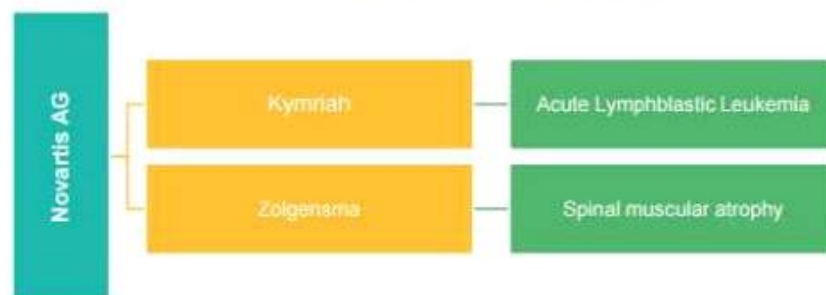 Novartis AG
Kymriah
Acute Lymphblastic Leukemia
Zolgensma
Spinal muscular atrophy